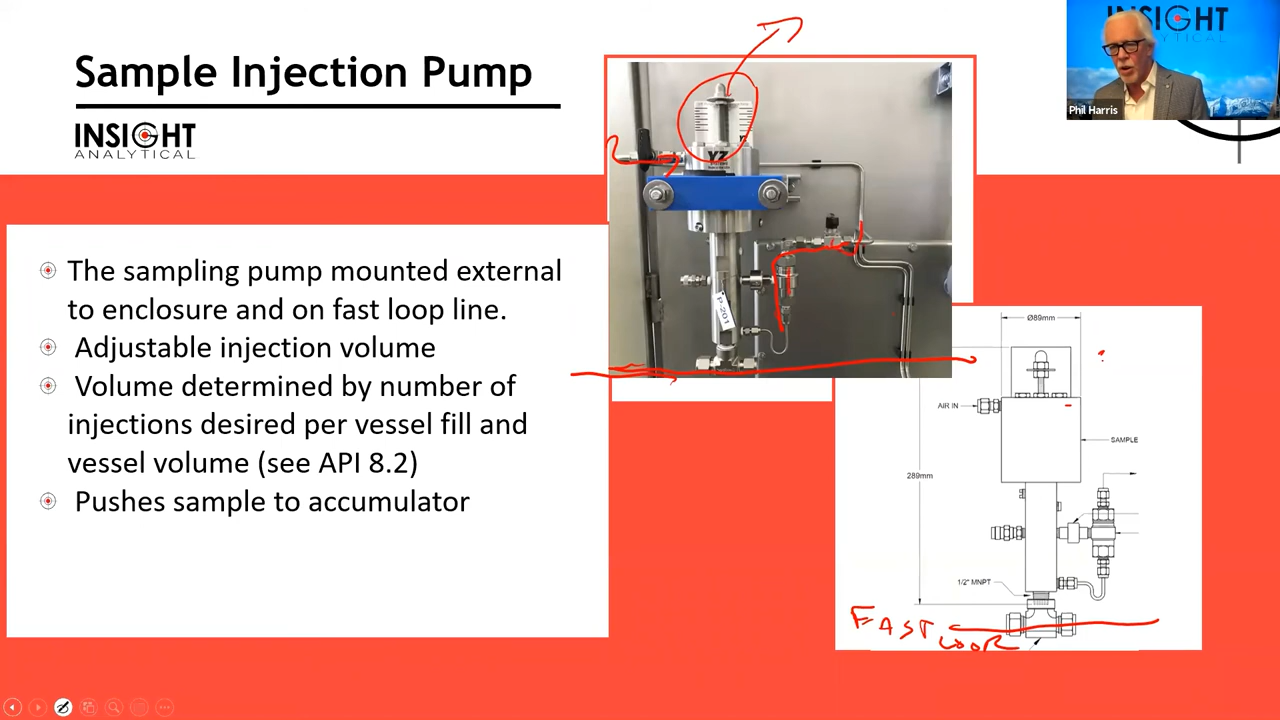 Sample Injection Pump
INSIGHT
ANALYTICAL
The sampling pump mounted external
to enclosure and on fast loop line.
Adjustable injection volume
Volume determined by number of
injections desired per vessel fill and
vessel volume (see API 8.2)
Pushes sample to accumulator
YZ
P-201
INSIGHT
ANALYTICAL
Phil Harris
Ø89mm
AIR IN
SAMPLE
289mm
1/2" MNPT
FAST
LOOP